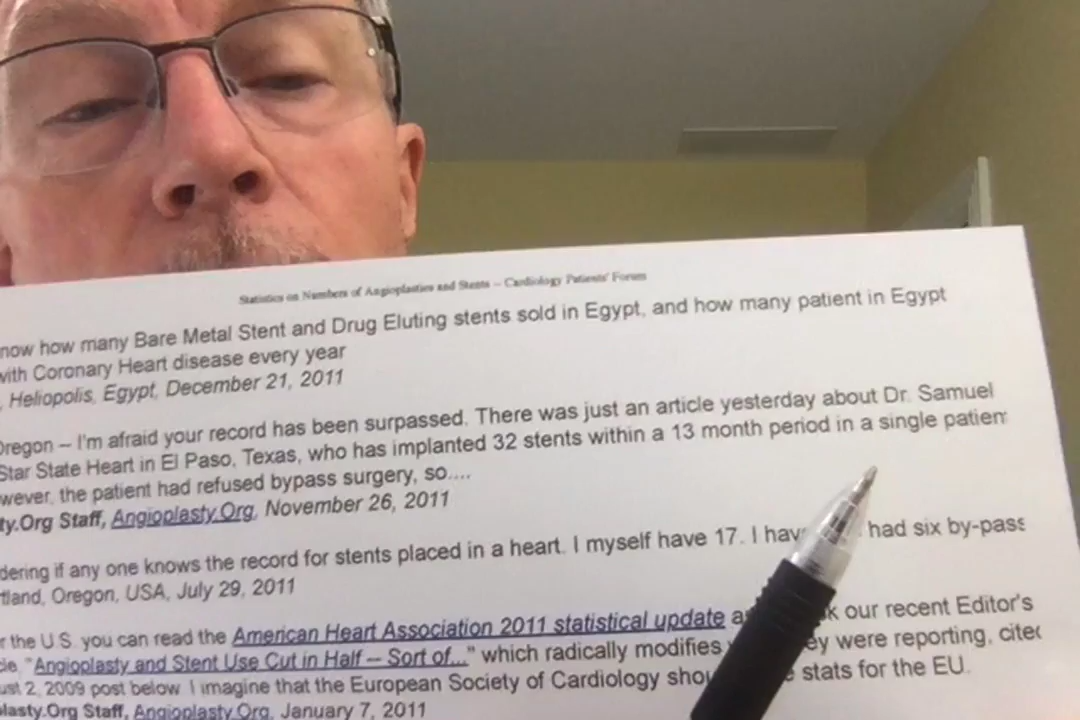 Statistics on Numbers of Angioplasties and Stents – Cardiology Patients' Forum
now how many Bare Metal Stent and Drug Eluting stents sold in Egypt, and how many patient in Egypt
with Coronary Heart disease every year
, Heliopolis, Egypt, December 21, 2011
Oregon – I'm afraid your record has been surpassed. There was just an article yesterday about Dr. Samuel
Star State Heart in El Paso, Texas, who has implanted 32 stents within a 13 month period in a single patient
wever, the patient had refused bypass surgery, so....
ty.Org Staff, Angioplasty.Org, November 26, 2011
dering if any one knows the record for stents placed in a heart. I myself have 17. I hav had six by-pass
tland, Oregon, USA, July 29, 2011
r the U.S. you can read the American Heart Association 2011 statistical update a k our recent Editor's
cle, "Angioplasty and Stent Use Cut in Half – Sort of..." which radically modifies ey were reporting, cited
ust 2, 2009 post below. I imagine that the European Society of Cardiology shou stats for the EU.
plasty.Org Staff, Angioplasty.Org, January 7, 2011